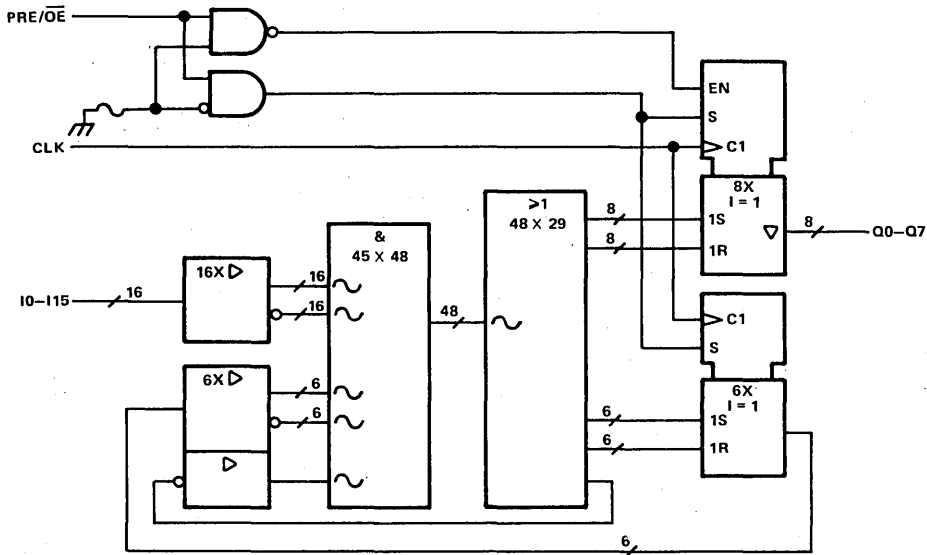 PRE/OE
EN
S
C1
CLK
8X
I = 1
1S
1R
8
Q0–Q7
≥1
48 X 29
8
8
&
45 X 48
16X
16
16
I0–I15
16
48
C1
S
6X
6
6
6X
I = 1
1S
1R
6
6
6